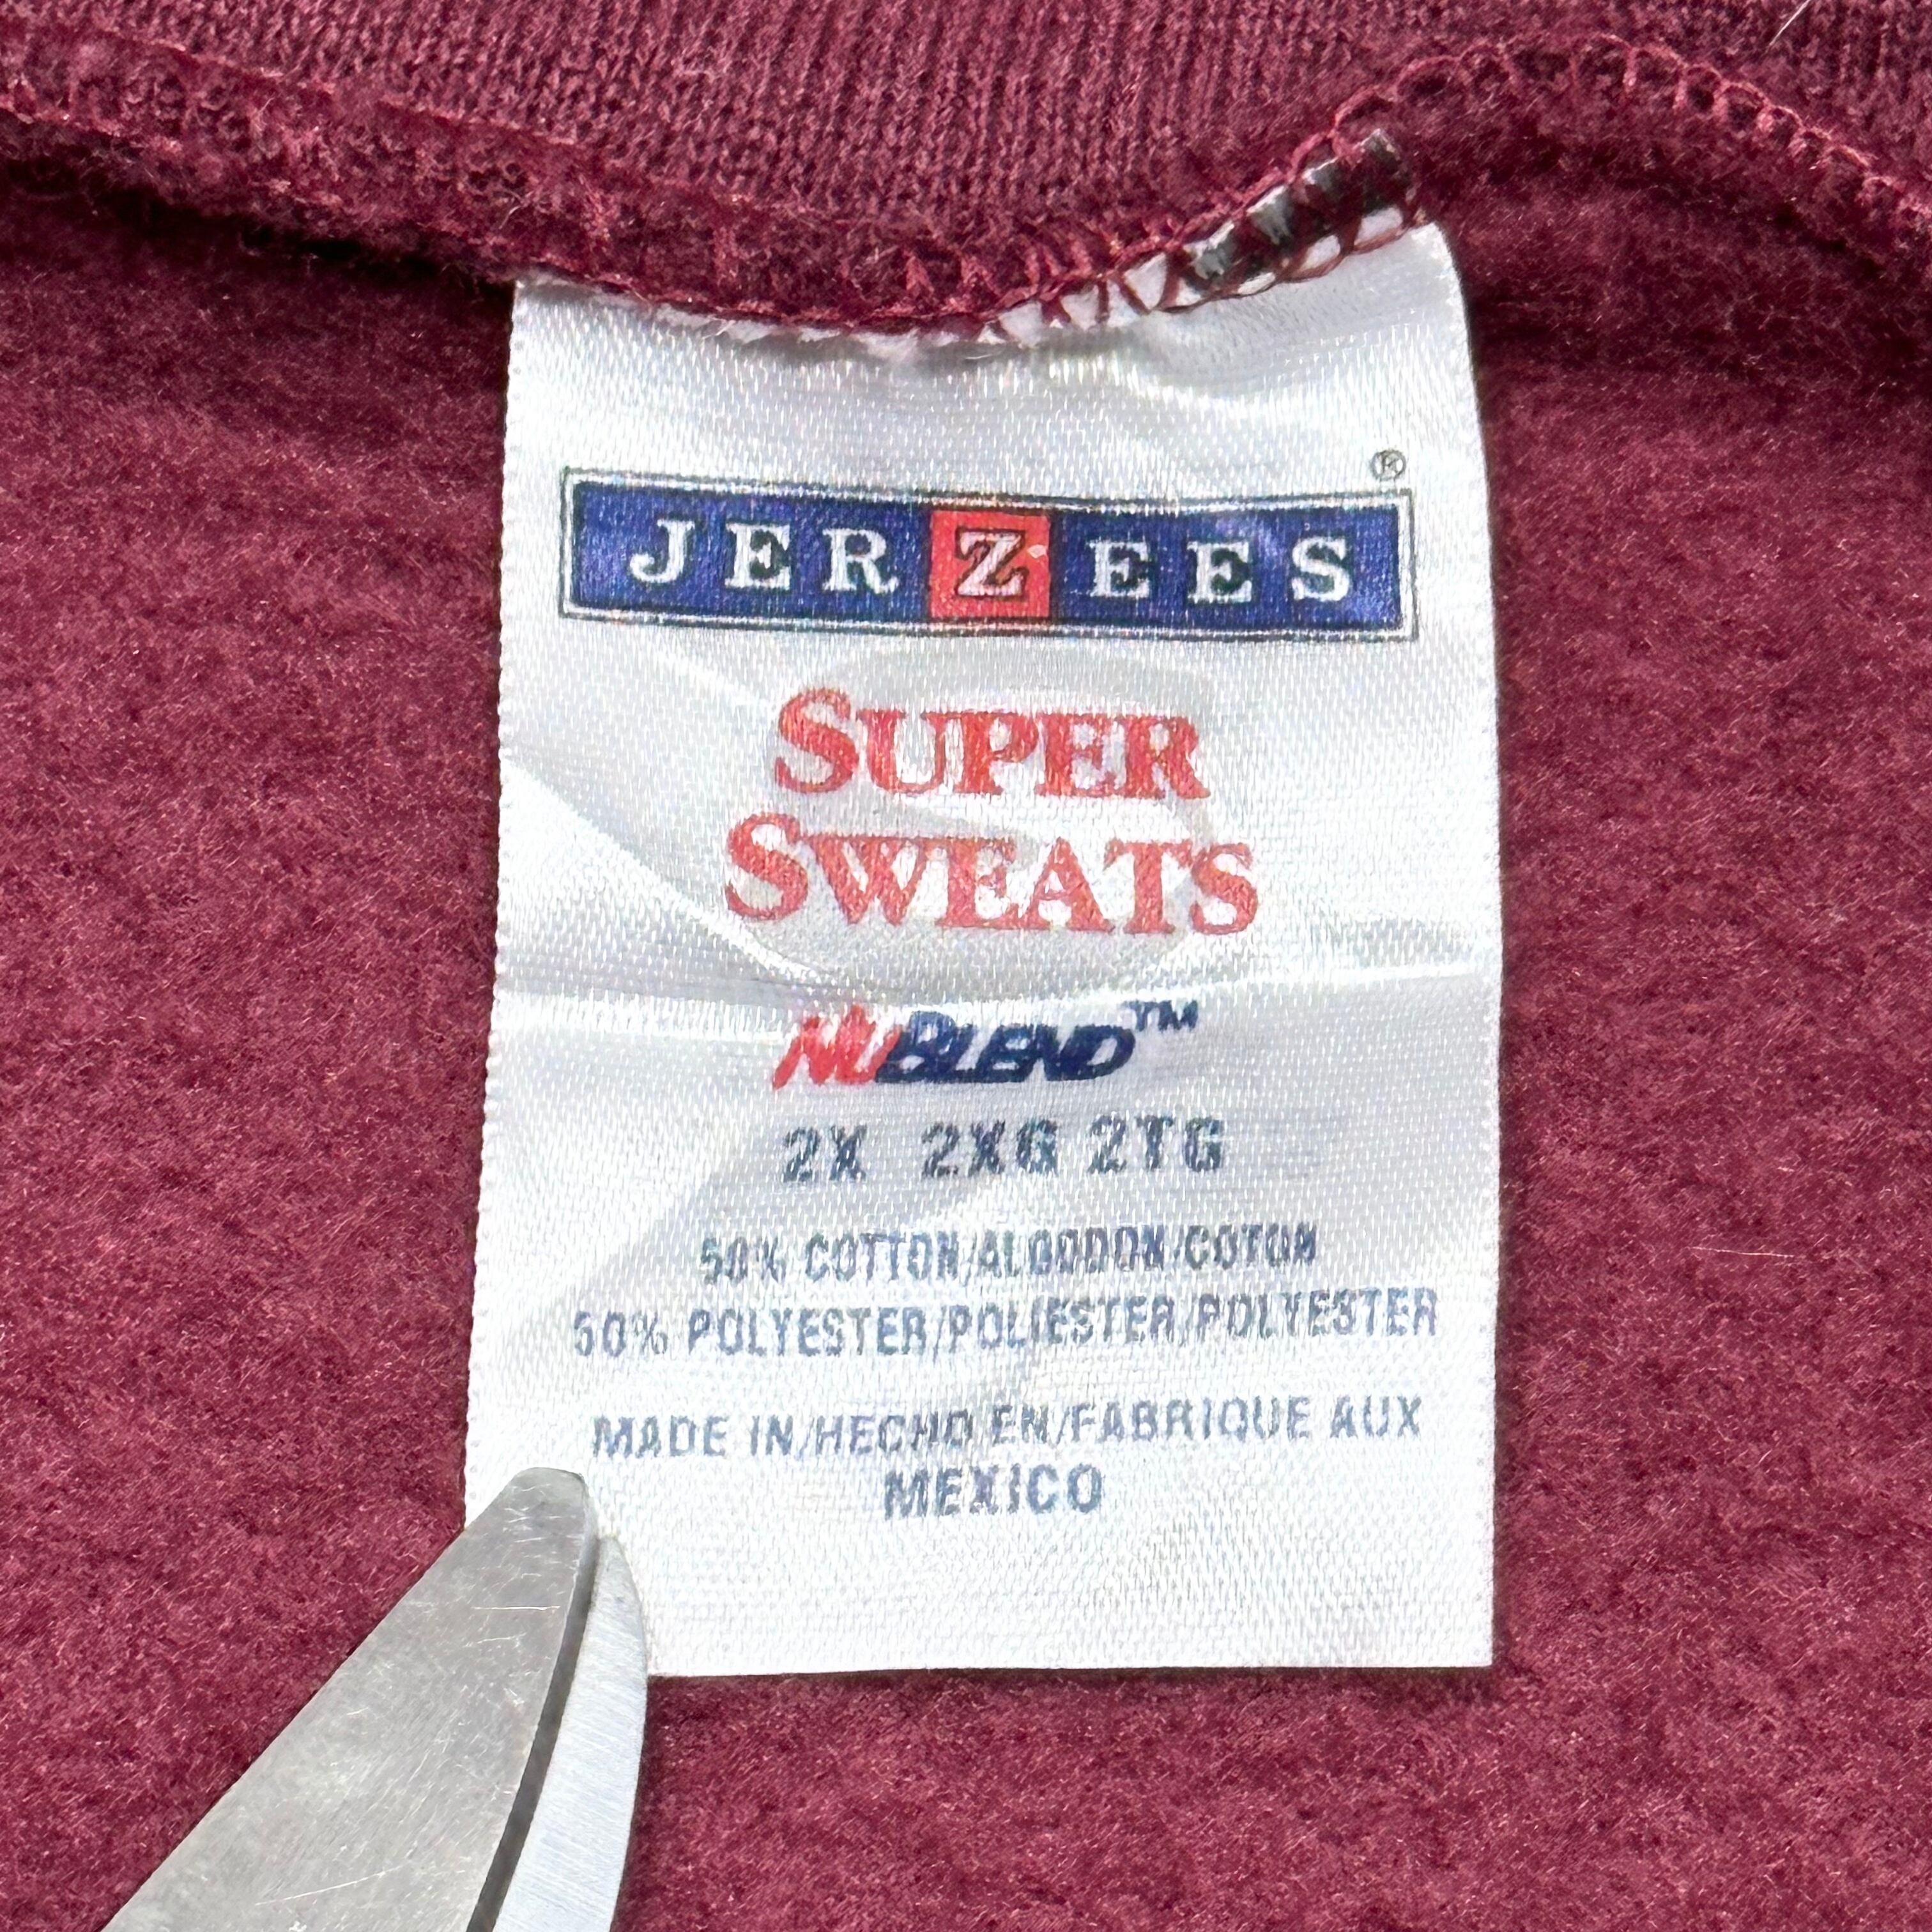 JERZEES®
SUPER
SWEATS
NUBLEND™
2X 2XG 2TG
50% COTTON/ALGODON/COTON
50% POLYESTER/POLIESTER/POLYESTER
MADE IN/HECHO EN/FABRIQUE AUX
MEXICO